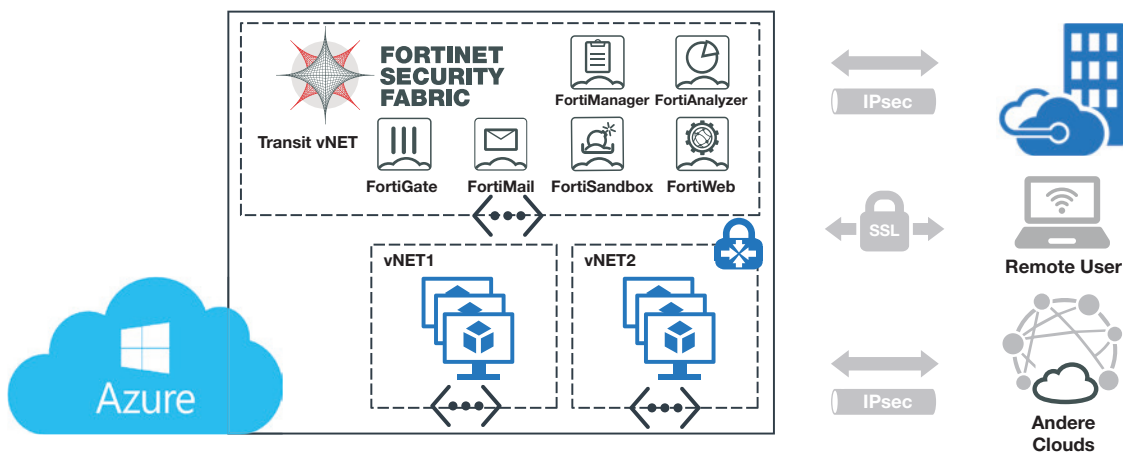 FORTINET
SECURITY
FABRIC
Transit vNET
FortiManager
FortiAnalyzer
FortiGate
FortiMail
FortiSandbox
FortiWeb
vNET1
vNET2
Azure
IPsec
SSL
Remote User
IPsec
Andere
Clouds